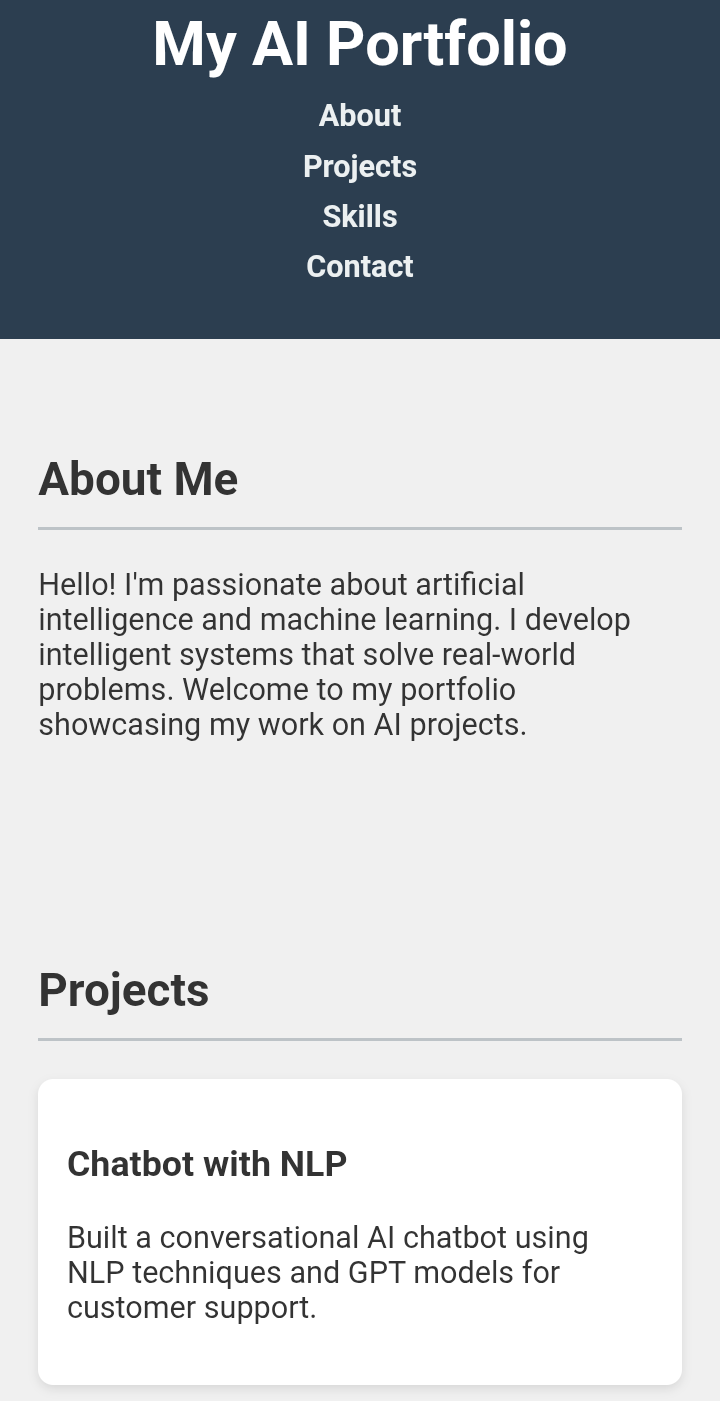 My AI Portfolio
About
Projects
Skills
Contact
About Me
Hello! I'm passionate about artificial
intelligence and machine learning. I develop
intelligent systems that solve real-world
problems. Welcome to my portfolio
showcasing my work on AI projects.
Projects
Chatbot with NLP
Built a conversational AI chatbot using
NLP techniques and GPT models for
customer support.